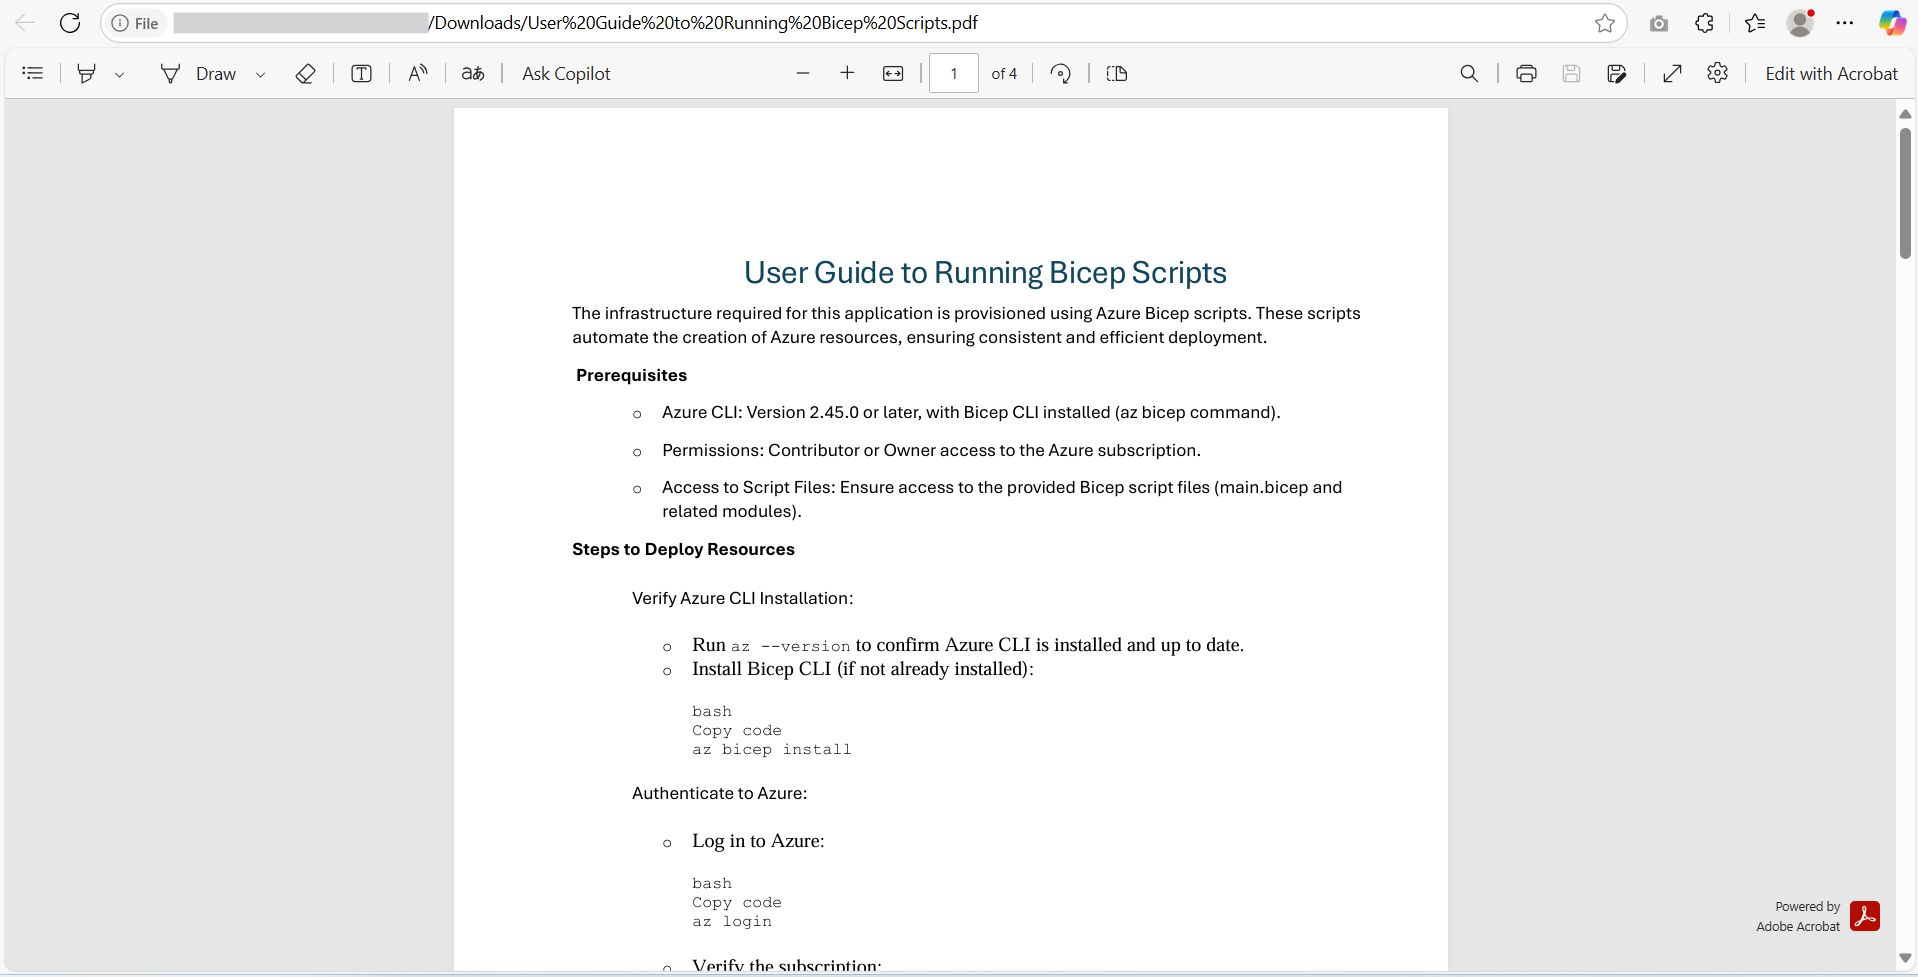 File /Downloads/User%20Guide%20to%20Running%20Bicep%20Scripts.pdf
Draw aあ Ask Copilot 1 of 4 Edit with Acrobat
User Guide to Running Bicep Scripts
The infrastructure required for this application is provisioned using Azure Bicep scripts. These scripts
automate the creation of Azure resources, ensuring consistent and efficient deployment.
Prerequisites
o Azure CLI: Version 2.45.0 or later, with Bicep CLI installed (az bicep command).
o Permissions: Contributor or Owner access to the Azure subscription.
o Access to Script Files: Ensure access to the provided Bicep script files (main.bicep and
related modules).
Steps to Deploy Resources
Verify Azure CLI Installation:
o Run az --version to confirm Azure CLI is installed and up to date.
o Install Bicep CLI (if not already installed):
bash
Copy code
az bicep install
Authenticate to Azure:
o Log in to Azure:
bash
Copy code
az login
o Verify the subscription:
Powered by
Adobe Acrobat